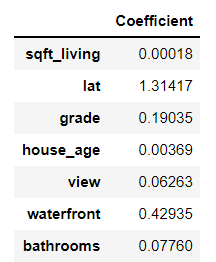 Coefficient
sqft_living 0.00018
lat 1.31417
grade 0.19035
house_age 0.00369
view 0.06263
waterfront 0.42935
bathrooms 0.07760